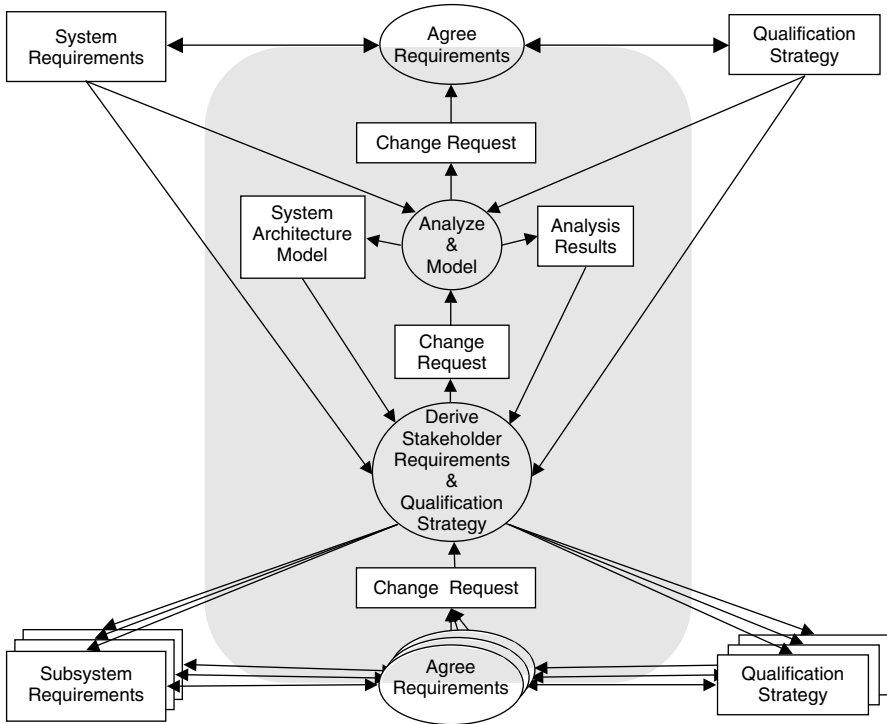 System
Requirements
Agree
Requirements
Qualification
Strategy
Change Request
System
Architecture
Model
Analyze
&
Model
Analysis
Results
Change
Request
Derive
Stakeholder
Requirements
&
Qualification
Strategy
Change Request
Subsystem
Requirements
Agree
Requirements
Qualification
Strategy